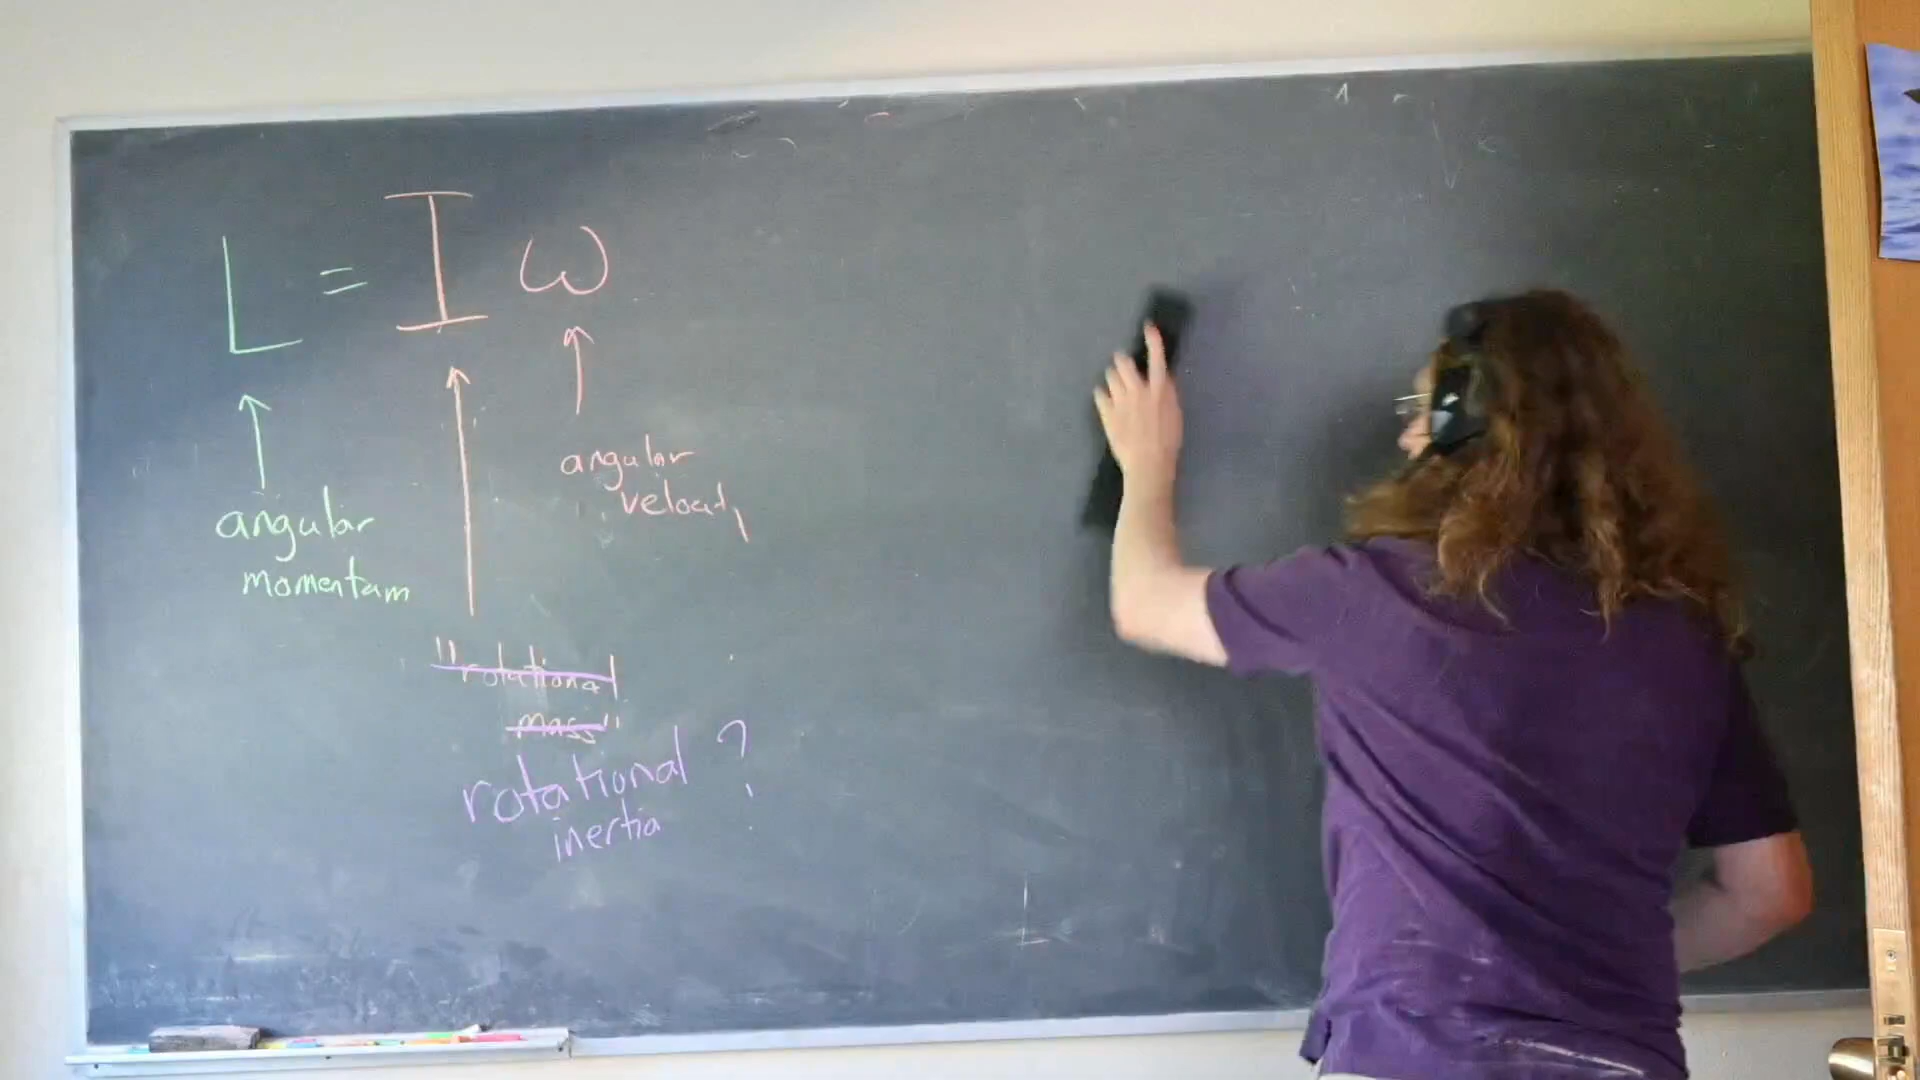 L = I ω
angular
velocity
angular
momentum
"rotational
mass"
rotational ?
inertia